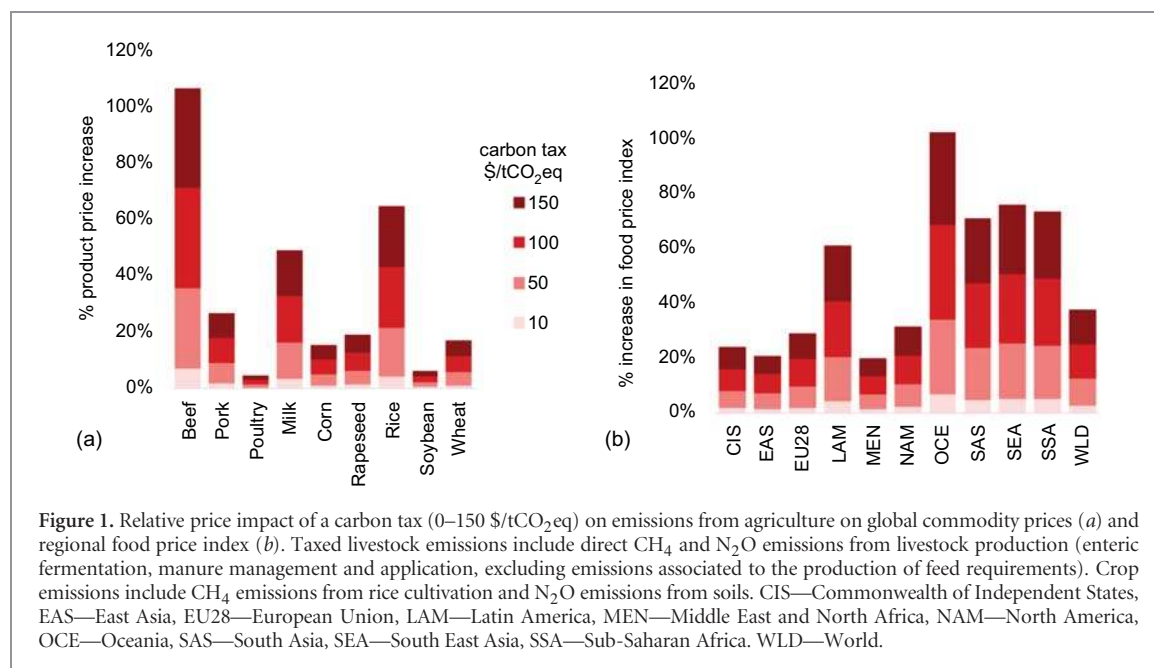 120%
100%
80%
60%
40%
20%
0%
% product price increase
Beef
Pork
Poultry
Milk
Corn
Rapeseed
Rice
Soybean
Wheat
(a)
carbon tax
$/tCO₂eq
150
100
50
10
120%
100%
80%
60%
40%
20%
0%
% increase in food price index
CIS
EAS
EU28
LAM
MEN
NAM
OCE
SAS
SEA
SSA
WLD
(b)
Figure 1. Relative price impact of a carbon tax (0–150 $/tCO₂eq) on emissions from agriculture on global commodity prices (a) and
regional food price index (b). Taxed livestock emissions include direct CH₄ and N₂O emissions from livestock production (enteric
fermentation, manure management and application, excluding emissions associated to the production of feed requirements). Crop
emissions include CH₄ emissions from rice cultivation and N₂O emissions from soils. CIS—Commonwealth of Independent States,
EAS—East Asia, EU28—European Union, LAM—Latin America, MEN—Middle East and North Africa, NAM—North America,
OCE—Oceania, SAS—South Asia, SEA—South East Asia, SSA—Sub-Saharan Africa. WLD—World.